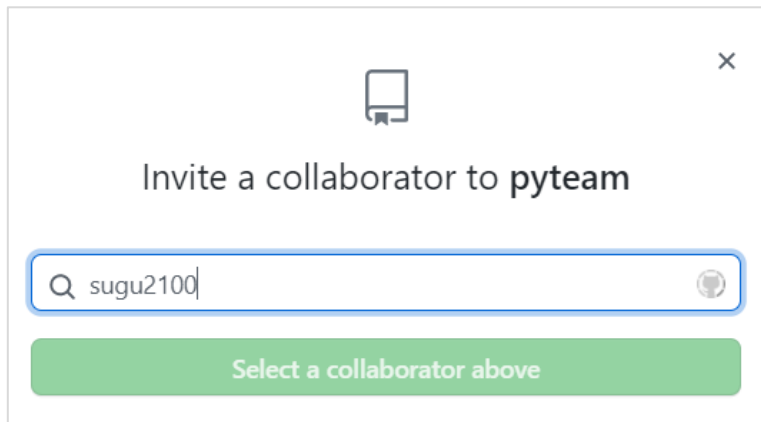 Invite a collaborator to pyteam
sugu2100
Select a collaborator above